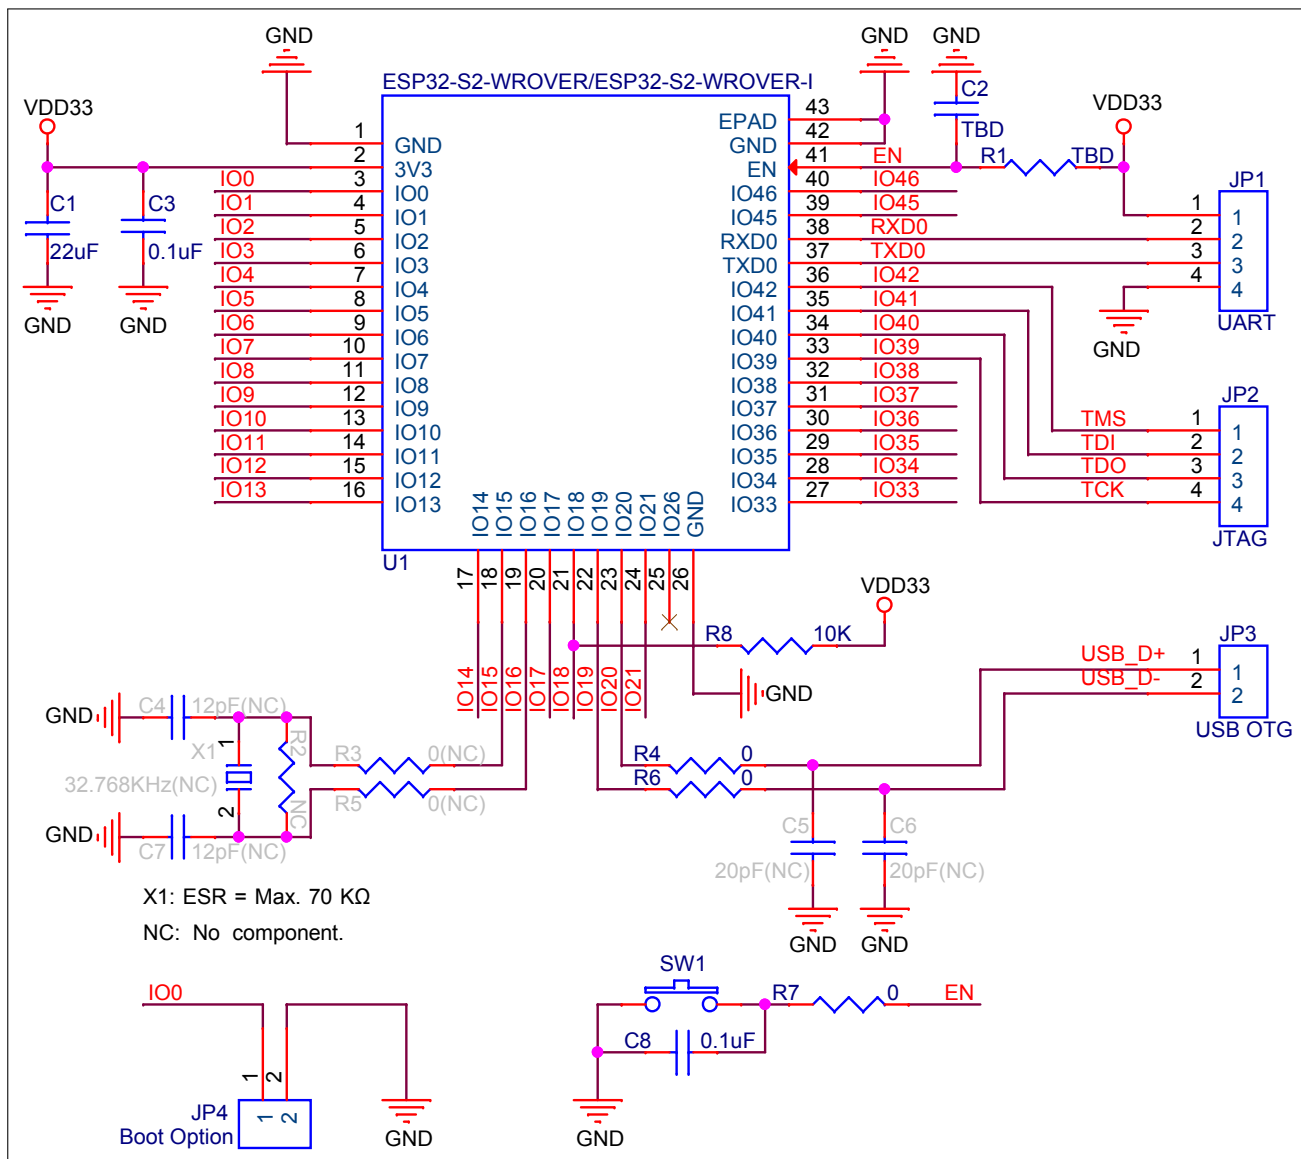 GND
GND
GND
ESP32-S2-WROVER/ESP32-S2-WROVER-I
VDD33
C2
TBD
VDD33
1 GND
2 3V3
IO0 3 IO0
IO1 4 IO1
IO2 5 IO2
IO3 6 IO3
IO4 7 IO4
IO5 8 IO5
IO6 9 IO6
IO7 10 IO7
IO8 11 IO8
IO9 12 IO9
IO10 13 IO10
IO11 14 IO11
IO12 15 IO12
IO13 16 IO13
C1
22uF
GND
C3
0.1uF
GND
EPAD 43
GND 42
EN 41 EN
IO46 40 IO46
IO45 39 IO45
RXD0 38 RXD0
TXD0 37 TXD0
IO42 36 IO42
IO41 35 IO41
IO40 34 IO40
IO39 33 IO39
IO38 32 IO38
IO37 31 IO37
IO36 30 IO36
IO35 29 IO35
IO34 28 IO34
IO33 27 IO33
R1 TBD
JP1
1 1
2 2
3 3
4 4
UART
GND
JP2
TMS 1 1
TDI 2 2
TDO 3 3
TCK 4 4
JTAG
U1
IO14 17 IO14
IO15 18 IO15
IO16 19 IO16
IO17 20 IO17
IO18 21 IO18
IO19 22 IO19
IO20 23 IO20
IO21 24 IO21
IO26 25
GND 26
VDD33
R8 10K
GND
JP3
USB_D+ 1 1
USB_D- 2 2
USB OTG
GND C4 12pF(NC)
X1 1
32.768KHz(NC)
2
R2 NC
R3 0(NC)
R5 0(NC)
GND C7 12pF(NC)
R4 0
R6 0
C5
20pF(NC)
GND
C6
20pF(NC)
GND
X1: ESR = Max. 70 KΩ
NC: No component.
IO0
1 2
1 2
JP4
Boot Option
GND
SW1
R7 0 EN
C8 0.1uF
GND